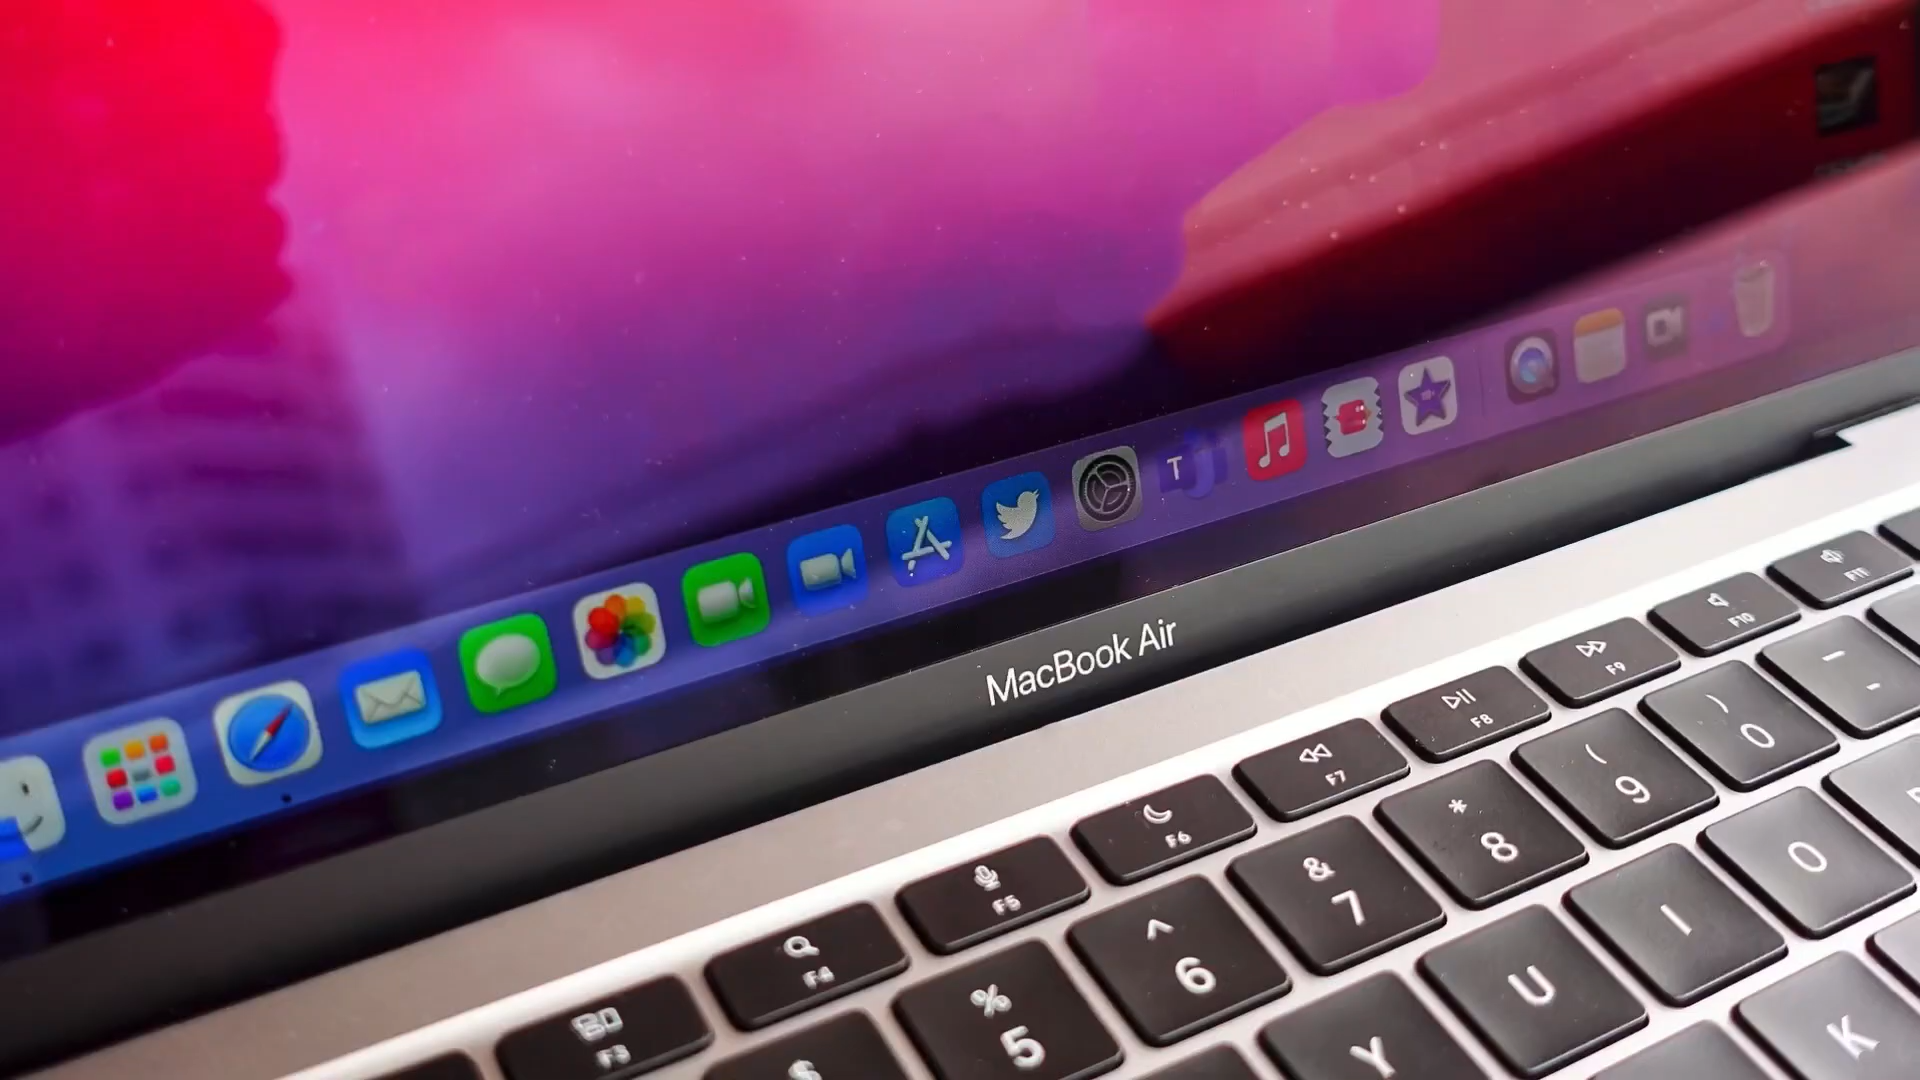 T
MacBook Air
F3
F4
F5
F6
F7
F8
F9
F10
F11
$
% 5
^ 6
& 7
* 8
( 9
) 0
– -
Y
U
I
O
K